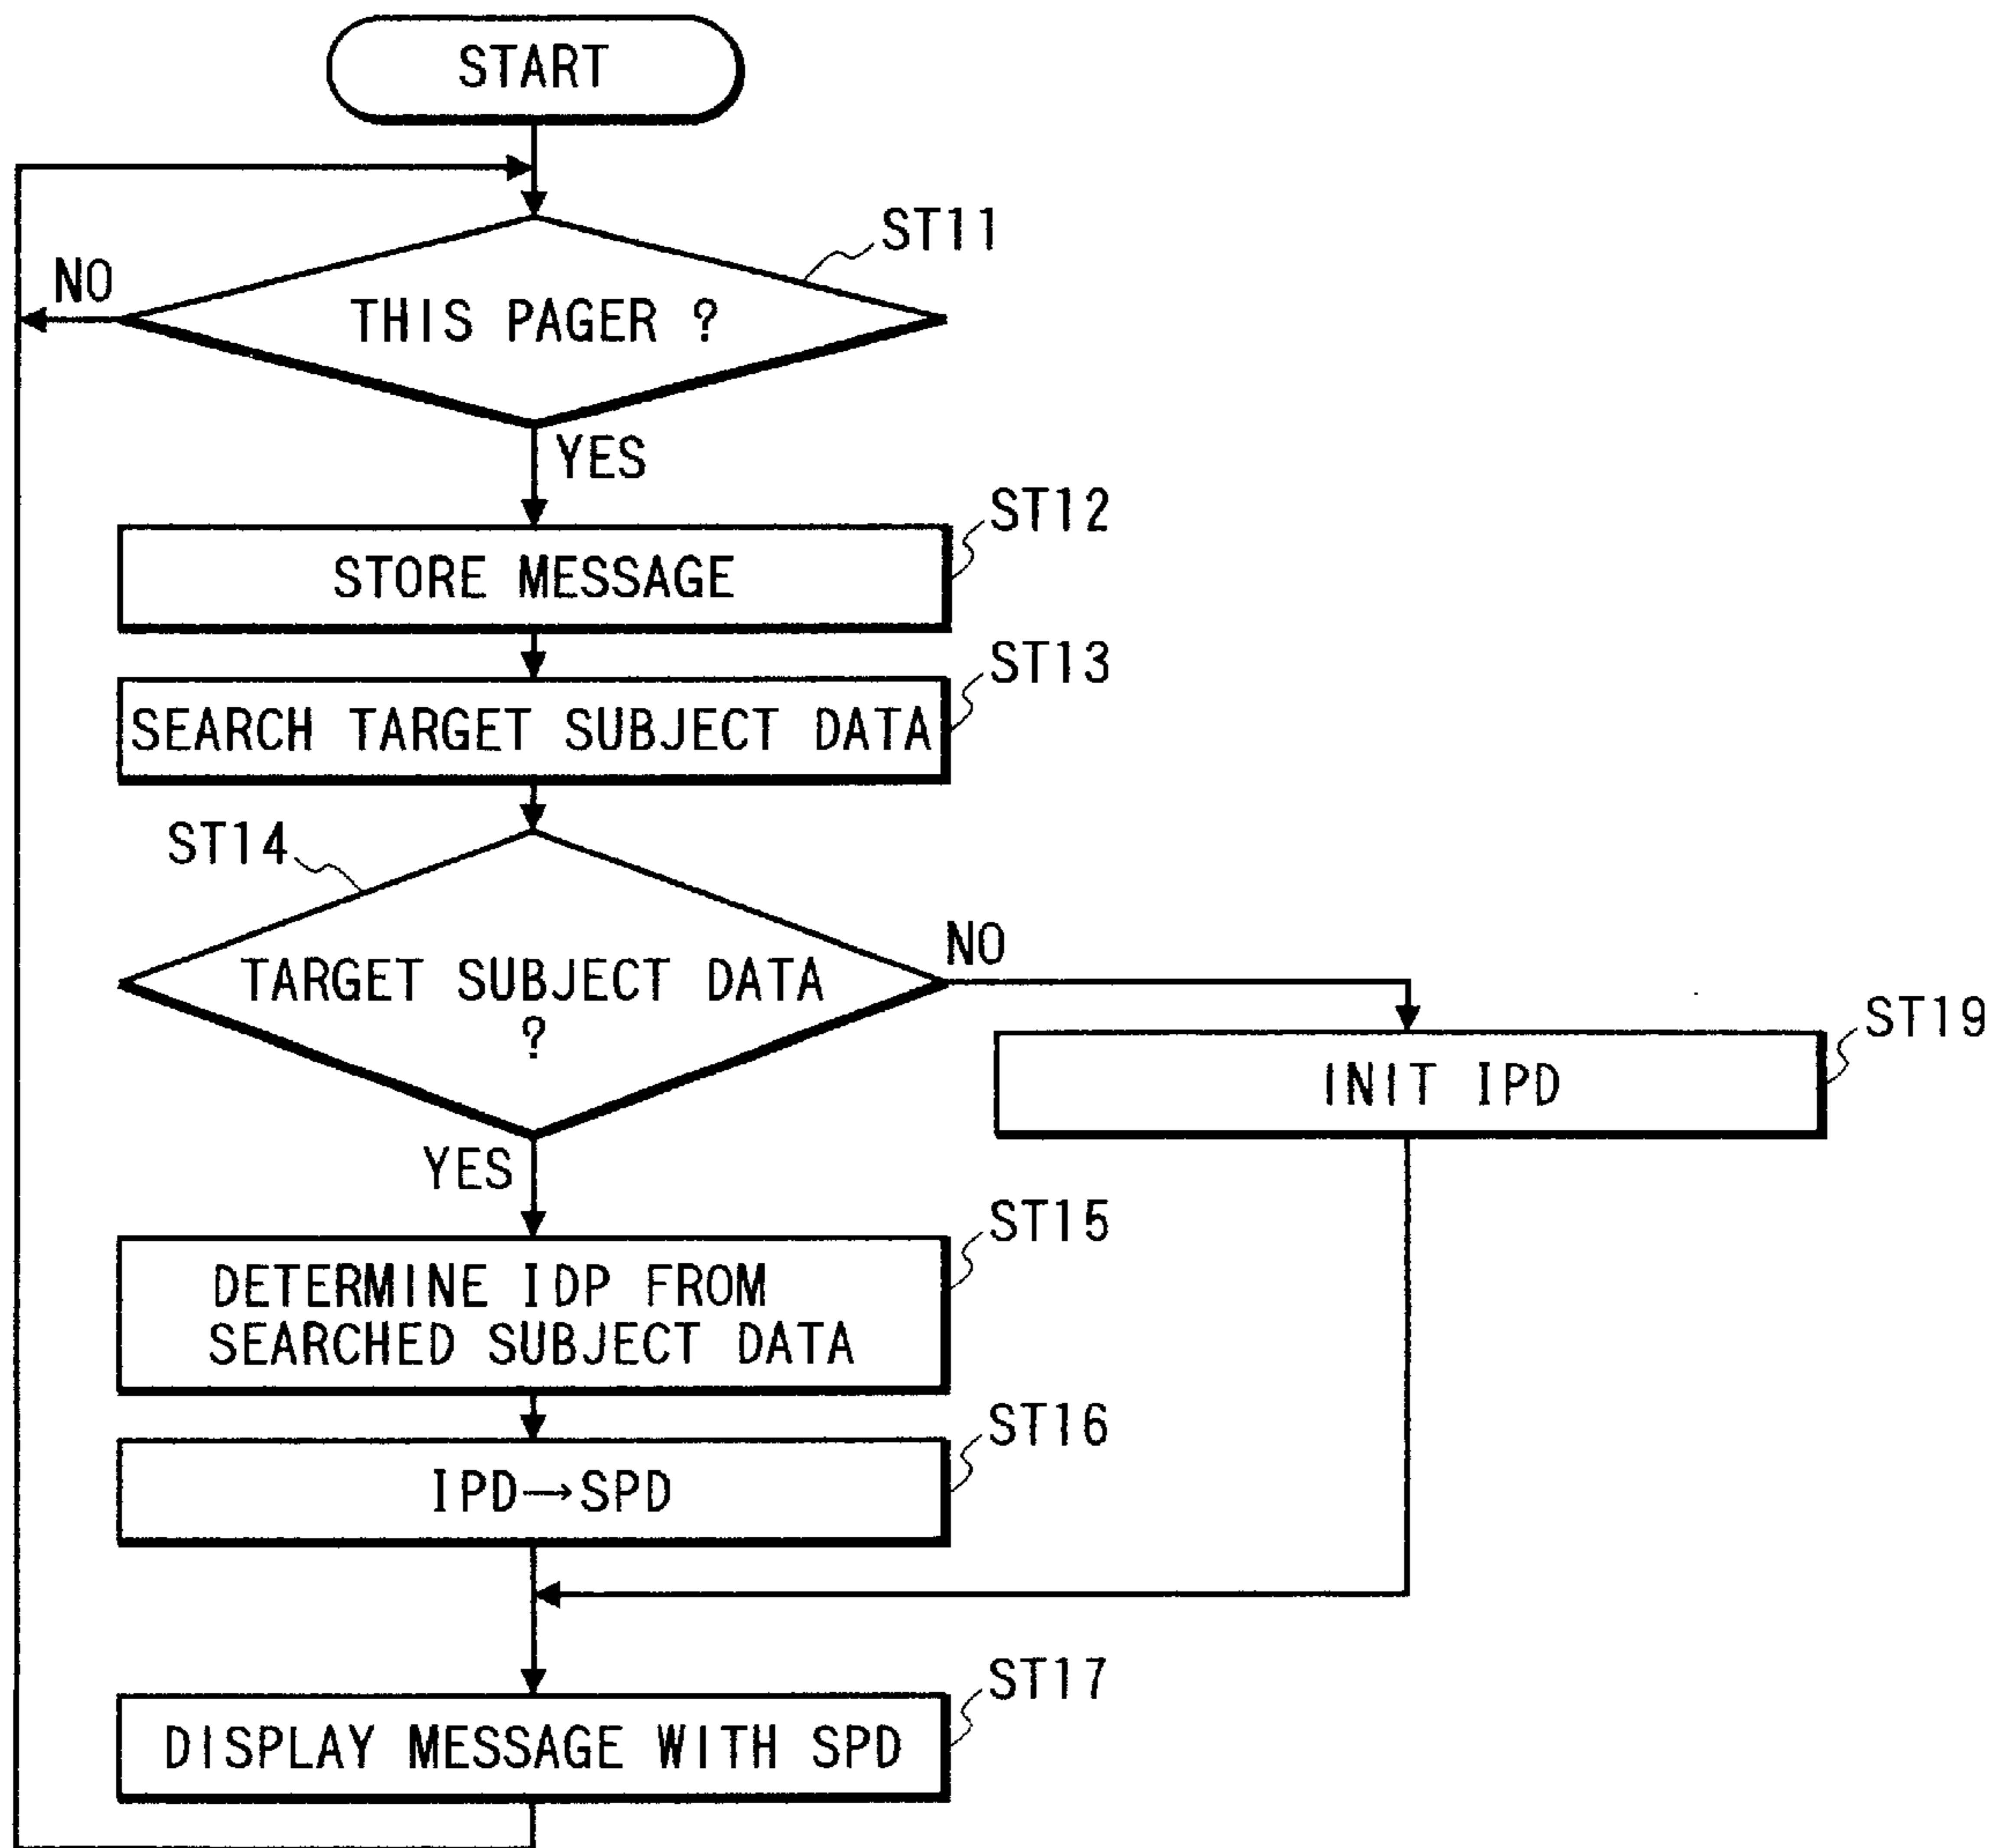 START
ST11
NO
THIS PAGER ?
YES
ST12
STORE MESSAGE
ST13
SEARCH TARGET SUBJECT DATA
ST14
NO
TARGET SUBJECT DATA
?
ST19
INIT IPD
YES
ST15
DETERMINE IDP FROM
SEARCHED SUBJECT DATA
ST16
IPD→SPD
ST17
DISPLAY MESSAGE WITH SPD